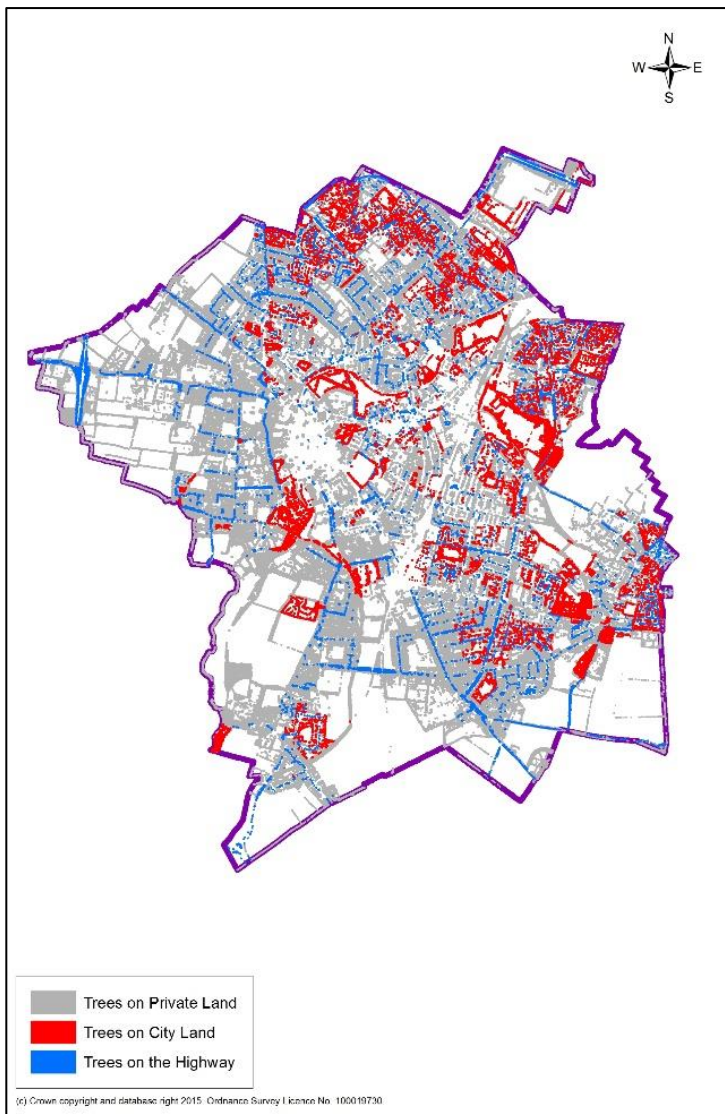 N
W E
S
Trees on Private Land
Trees on City Land
Trees on the Highway
(c) Crown copyright and database right 2015. Ordnance Survey Licence No. 100019730